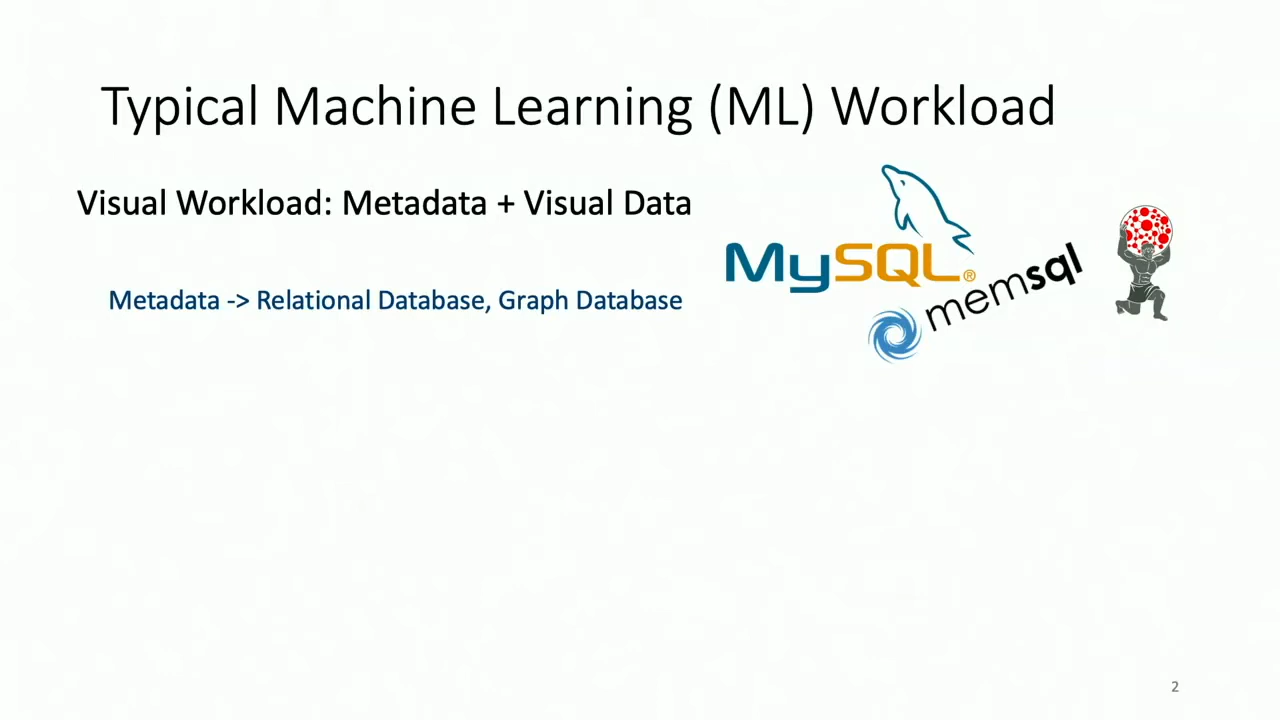 Typical Machine Learning (ML) Workload
Visual Workload: Metadata + Visual Data
Metadata -> Relational Database, Graph Database
MySQL®
memsql
2